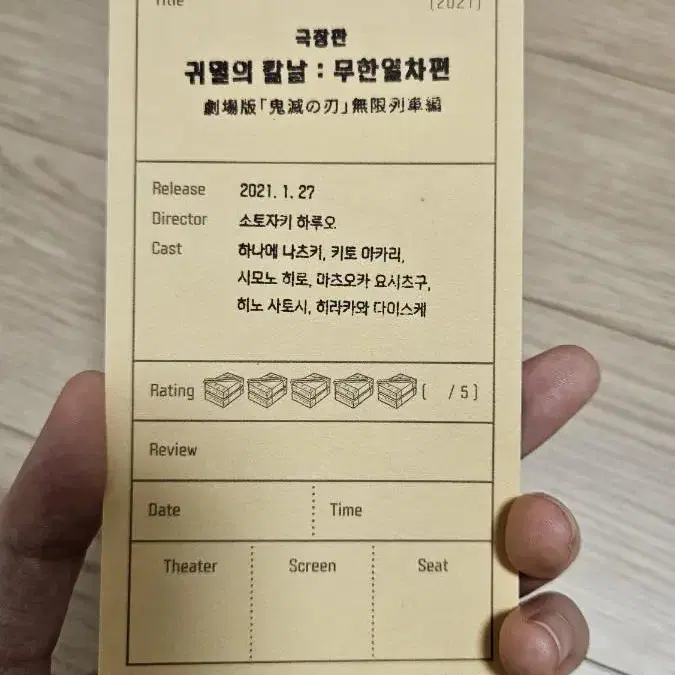 Title (2021)
극장판
귀멸의 칼날 : 무한열차편
劇場版「鬼滅の刃」無限列車編
Release 2021. 1. 27
Director 소토자키 하루오
Cast 하나에 나츠키, 키토 아카리,
시모노 히로, 마츠오카 요시츠구,
히노 사토시, 히라카와 다이스케
Rating ( / 5 )
Review
Date Time
Theater Screen Seat